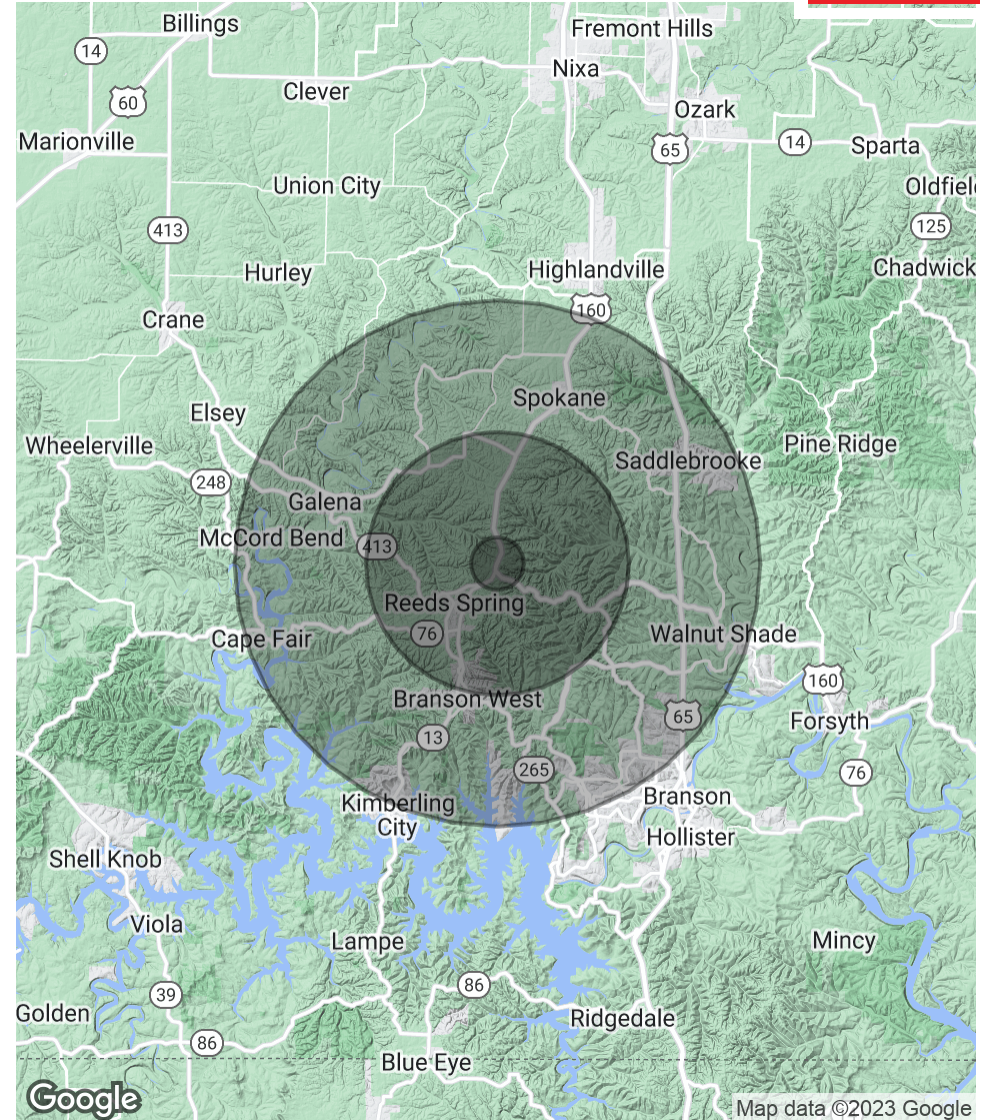 Billings
Fremont Hills
14
Nixa
Clever
60
Ozark
Marionville
65
14
Sparta
Union City
Oldfiel
413
125
Hurley
Highlandville
Chadwick
160
Crane
Spokane
Elsey
Wheelerville
Pine Ridge
Saddlebrooke
248
Galena
McCord Bend
413
Reeds Spring
76
Walnut Shade
Cape Fair
160
Branson West
65
Forsyth
13
265
76
Kimberling
City
Branson
Hollister
Shell Knob
Viola
Lampe
Mincy
86
39
Golden
Ridgedale
86
Blue Eye
Google
Map data ©2023 Google